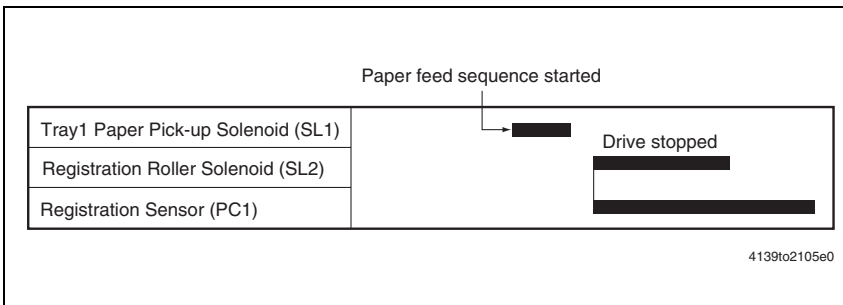 Paper feed sequence started
Tray1 Paper Pick-up Solenoid (SL1)
Drive stopped
Registration Roller Solenoid (SL2)
Registration Sensor (PC1)
4139to2105e0